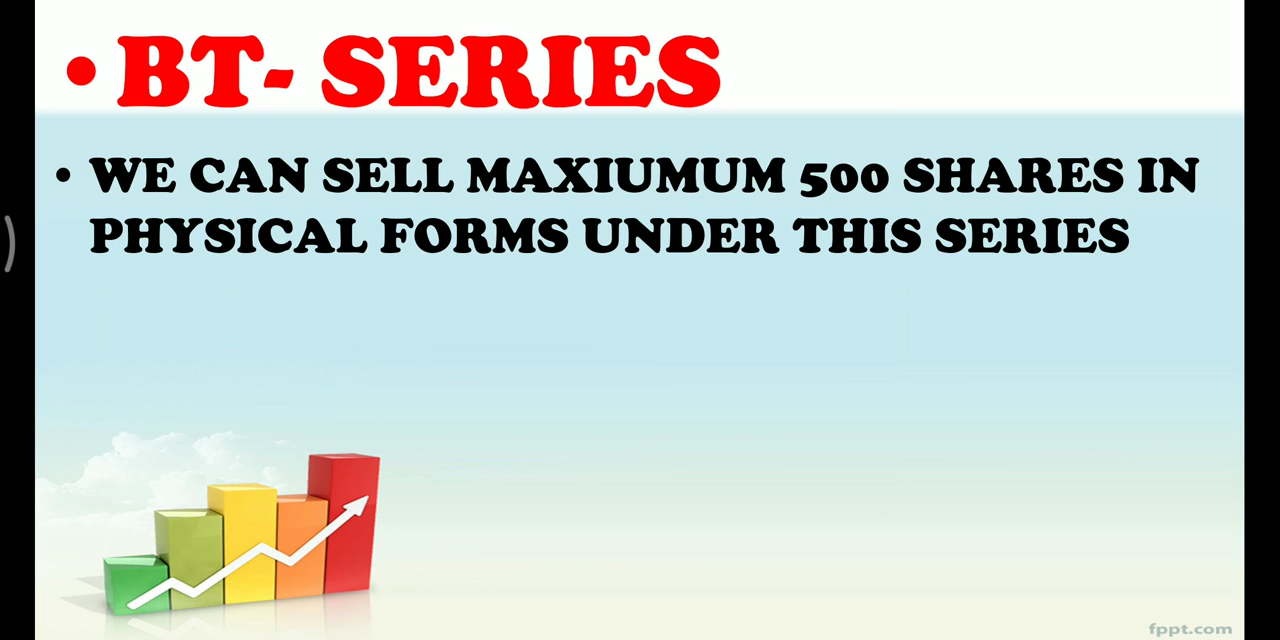 • BT- SERIES
• WE CAN SELL MAXIUMUM 500 SHARES IN
PHYSICAL FORMS UNDER THIS SERIES
fppt.com